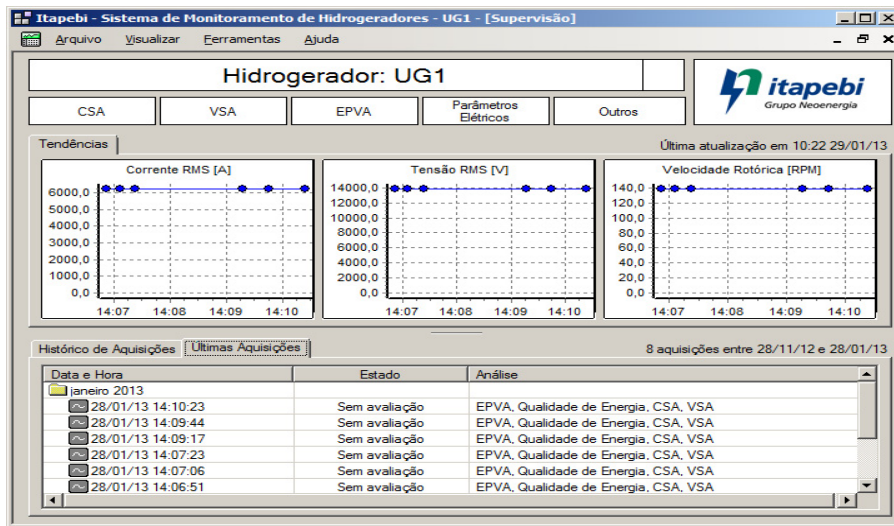 Itapebi - Sistema de Monitoramento de Hidrogeradores - UG1 - [Supervisão]
Arquivo Visualizar Ferramentas Ajuda
Hidrogerador: UG1
itapebi
Grupo Neoenergia
CSA VSA EPVA Parâmetros Elétricos Outros
Tendências
Última atualização em 10:22 29/01/13
Corrente RMS [A]
6000,0
5000,0
4000,0
3000,0
2000,0
1000,0
0,0
14:07 14:08 14:09 14:10
Tensão RMS [V]
14000,0
12000,0
10000,0
8000,0
6000,0
4000,0
2000,0
0,0
14:07 14:08 14:09 14:10
Velocidade Rotórica [RPM]
140,0
120,0
100,0
80,0
60,0
40,0
20,0
0,0
14:07 14:08 14:09 14:10
Histórico de Aquisições Últimas Aquisições
8 aquisições entre 28/11/12 e 28/01/13
Data e Hora Estado Análise
janeiro 2013
28/01/13 14:10:23 Sem avaliação EPVA, Qualidade de Energia, CSA, VSA
28/01/13 14:09:44 Sem avaliação EPVA, Qualidade de Energia, CSA, VSA
28/01/13 14:09:17 Sem avaliação EPVA, Qualidade de Energia, CSA, VSA
28/01/13 14:07:23 Sem avaliação EPVA, Qualidade de Energia, CSA, VSA
28/01/13 14:07:06 Sem avaliação EPVA, Qualidade de Energia, CSA, VSA
28/01/13 14:06:51 Sem avaliação EPVA, Qualidade de Energia, CSA, VSA